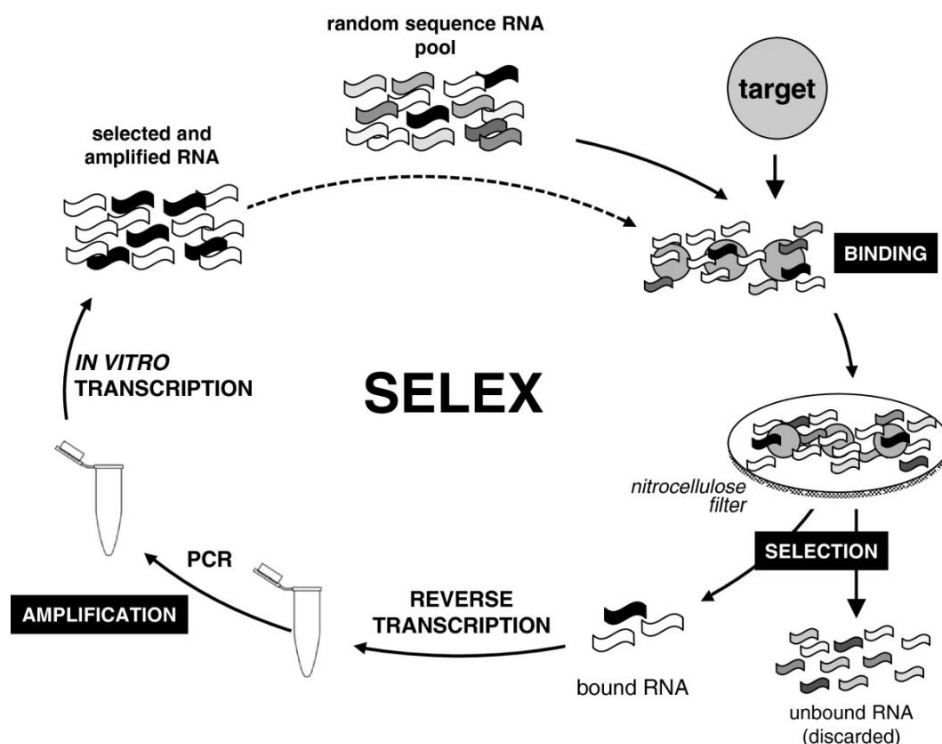 random sequence RNA
pool
target
selected and
amplified RNA
BINDING
IN VITRO
TRANSCRIPTION
SELEX
nitrocellulose
filter
SELECTION
PCR
AMPLIFICATION
REVERSE
TRANSCRIPTION
bound RNA
unbound RNA
(discarded)